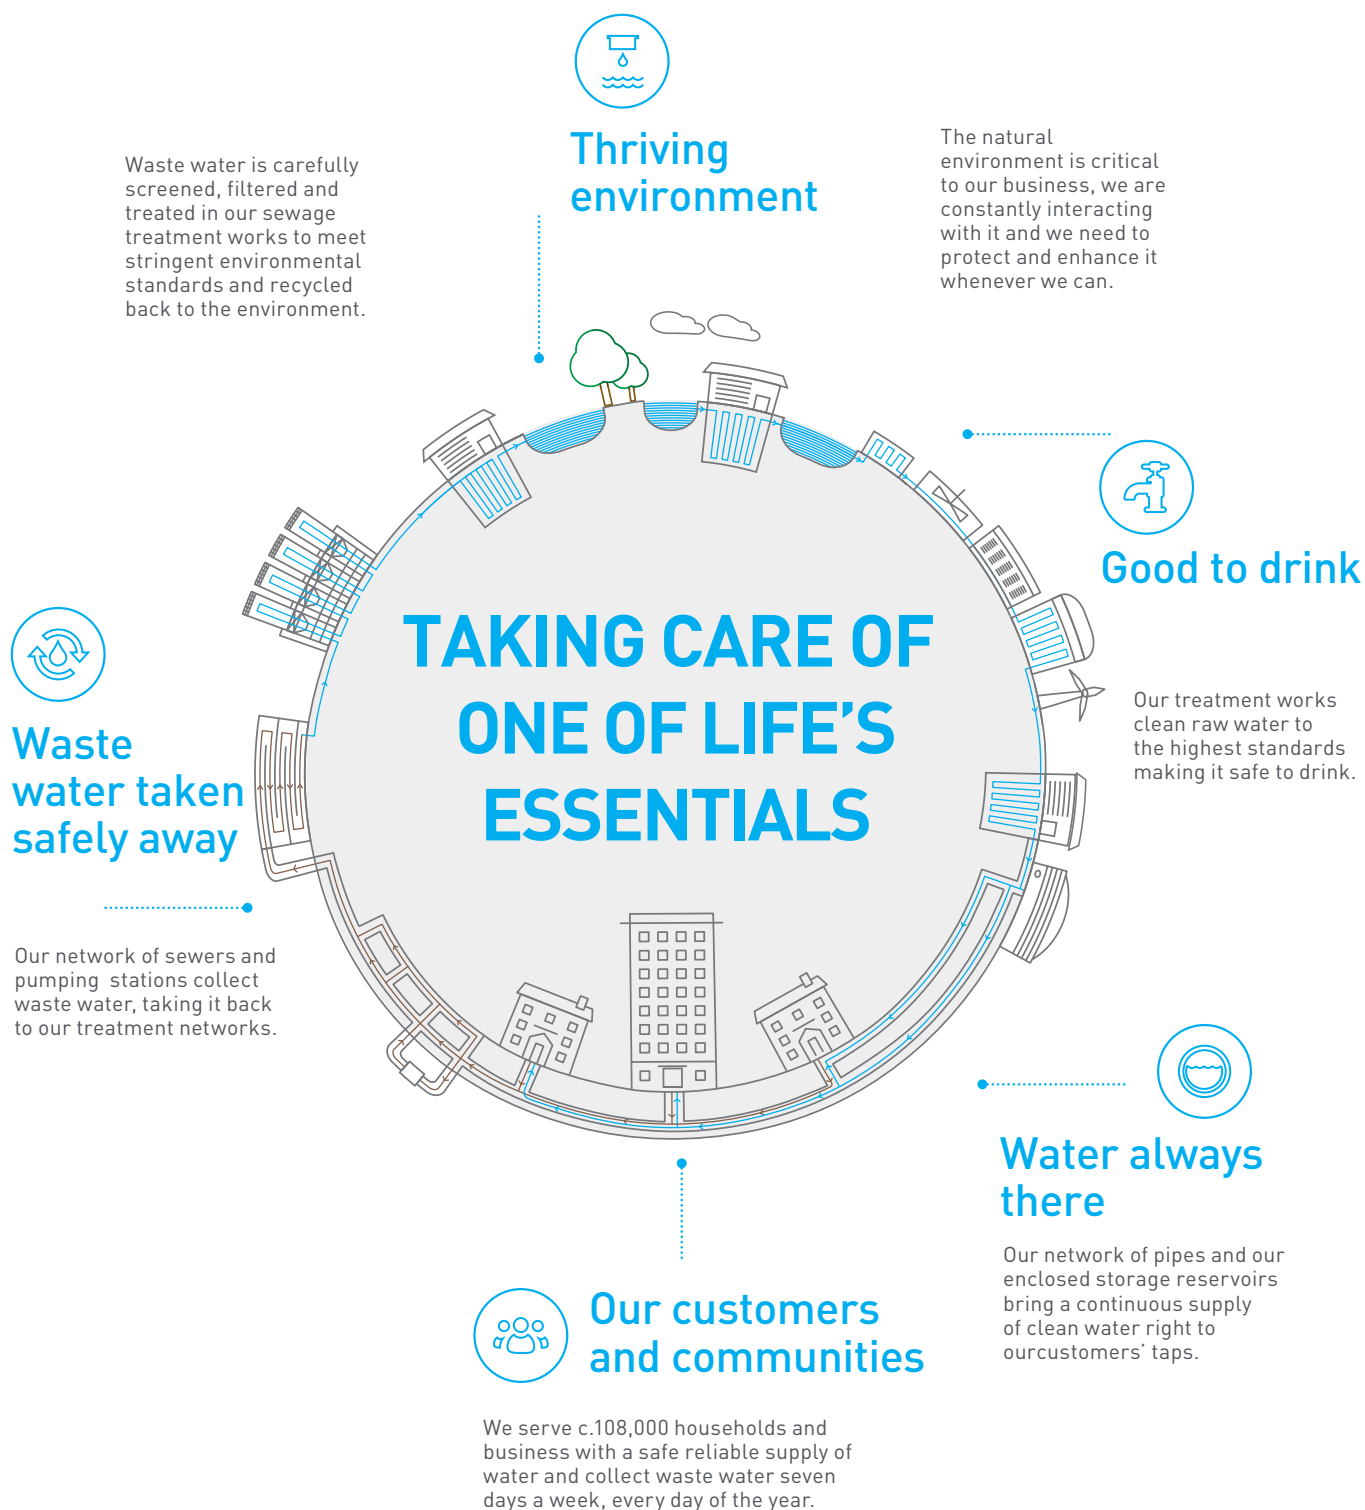 Thriving
environment
Waste water is carefully
screened, filtered and
treated in our sewage
treatment works to meet
stringent environmental
standards and recycled
back to the environment.
The natural
environment is critical
to our business, we are
constantly interacting
with it and we need to
protect and enhance it
whenever we can.
Good to drink
Our treatment works
clean raw water to
the highest standards
making it safe to drink.
TAKING CARE OF
ONE OF LIFE'S
ESSENTIALS
Waste
water taken
safely away
Our network of sewers and
pumping  stations collect
waste water, taking it back
to our treatment networks.
Water always
there
Our network of pipes and our
enclosed storage reservoirs
bring a continuous supply
of clean water right to
ourcustomers' taps.
Our customers
and communities
We serve c.108,000 households and
business with a safe reliable supply of
water and collect waste water seven
days a week, every day of the year.